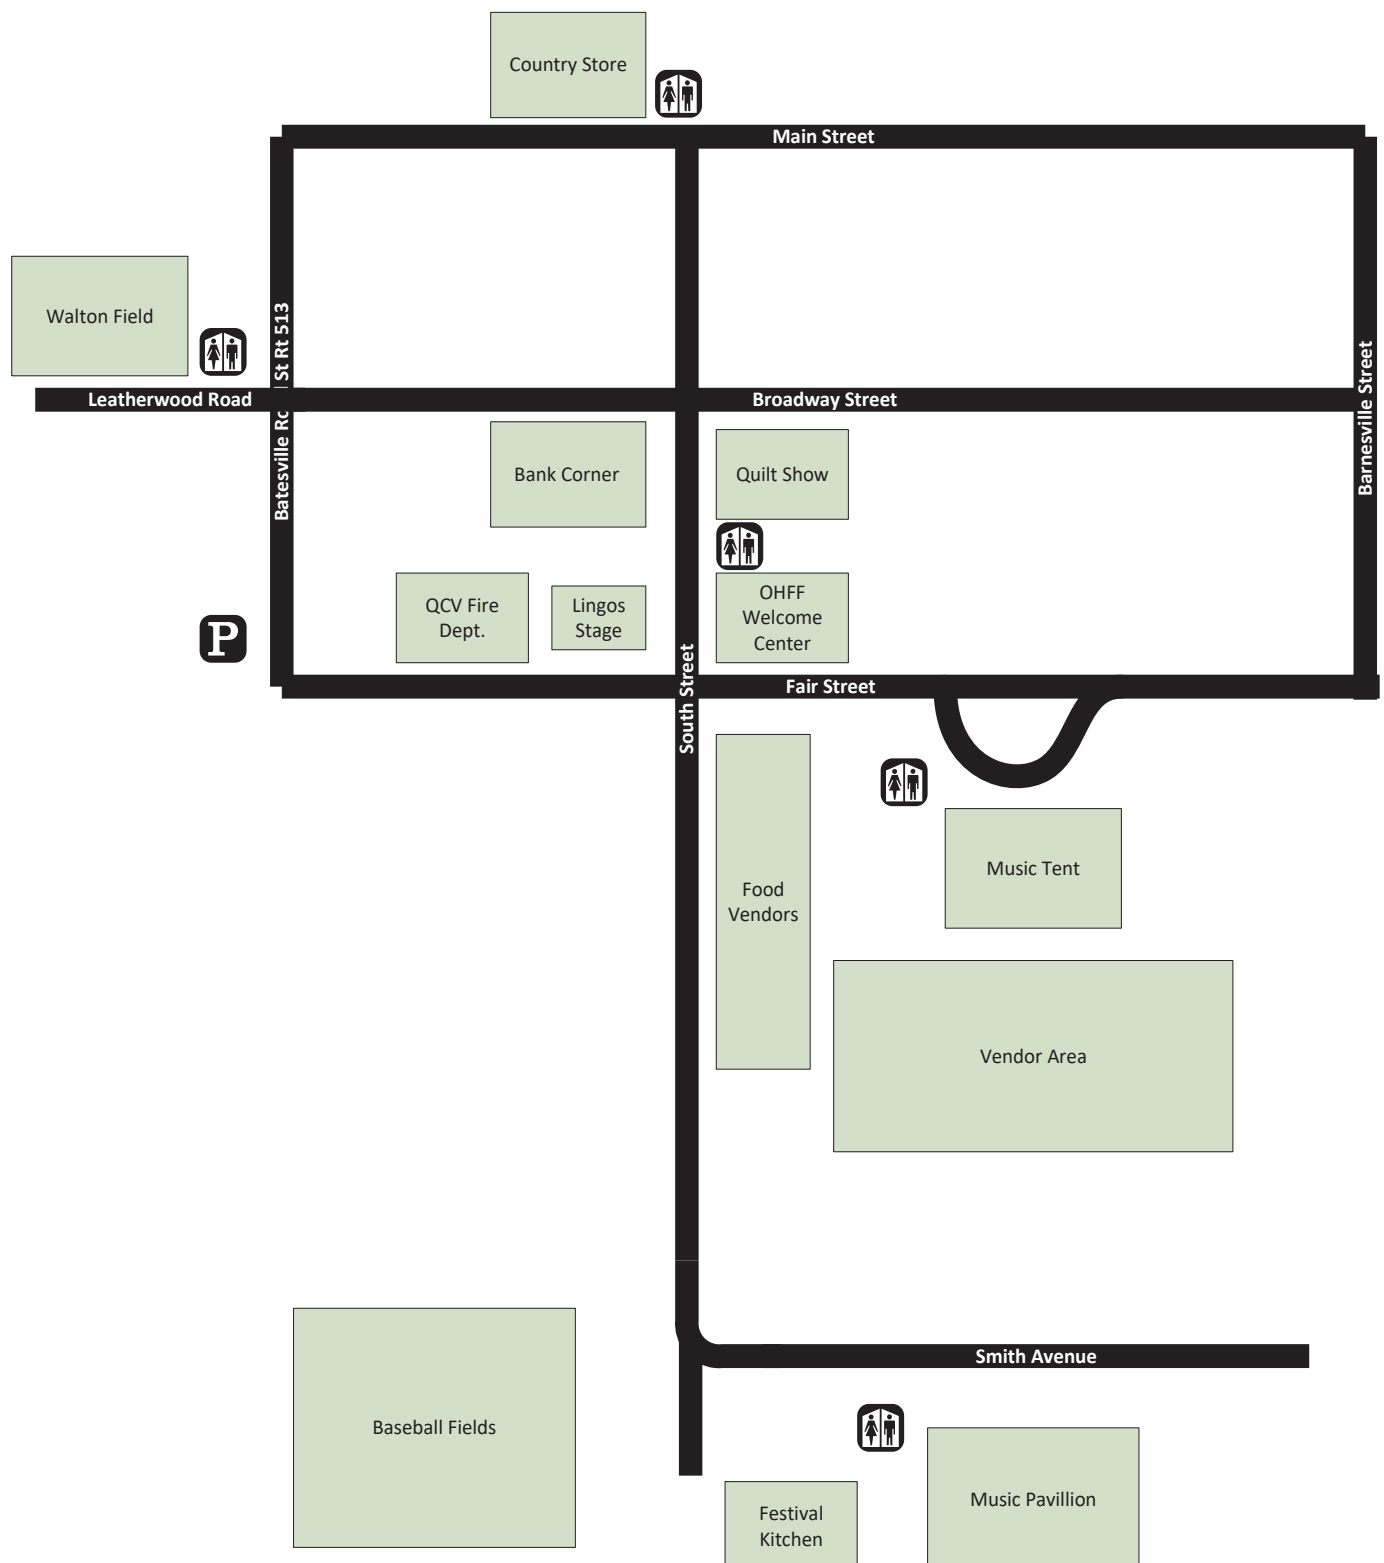 Country Store
Main Street
Walton Field
St Rt 513
Leatherwood Road
Broadway Street
Barnesville Street
Batesville Ro
Bank Corner
Quilt Show
QCV Fire
Dept.
Lingos
Stage
OHFF
Welcome
Center
P
South Street
Fair Street
Music Tent
Food
Vendors
Vendor Area
Smith Avenue
Baseball Fields
Music Pavillion
Festival
Kitchen